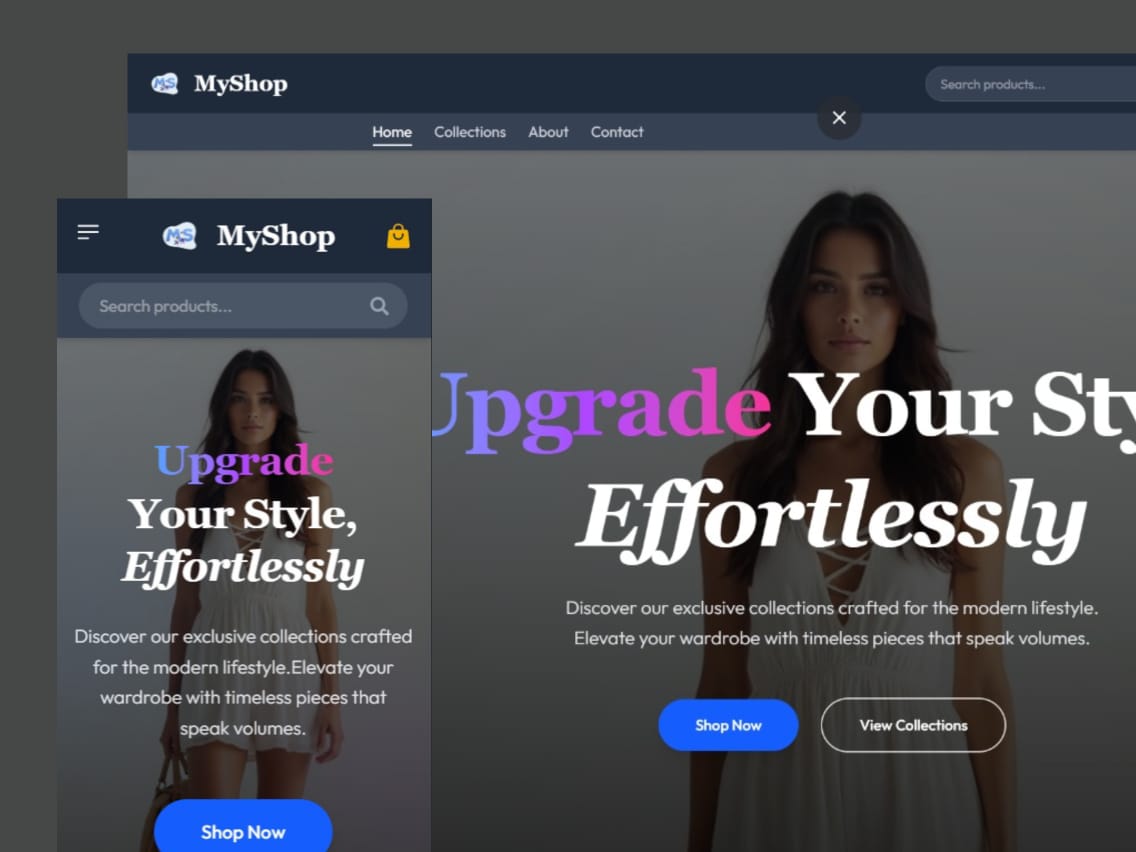 MS MyShop
Search products...
Home Collections About Contact
Upgrade Your Sty
Effortlessly
Discover our exclusive collections crafted for the modern lifestyle.
Elevate your wardrobe with timeless pieces that speak volumes.
Shop Now View Collections
MS MyShop
Search products...
Upgrade
Your Style,
Effortlessly
Discover our exclusive collections crafted
for the modern lifestyle.Elevate your
wardrobe with timeless pieces that
speak volumes.
Shop Now